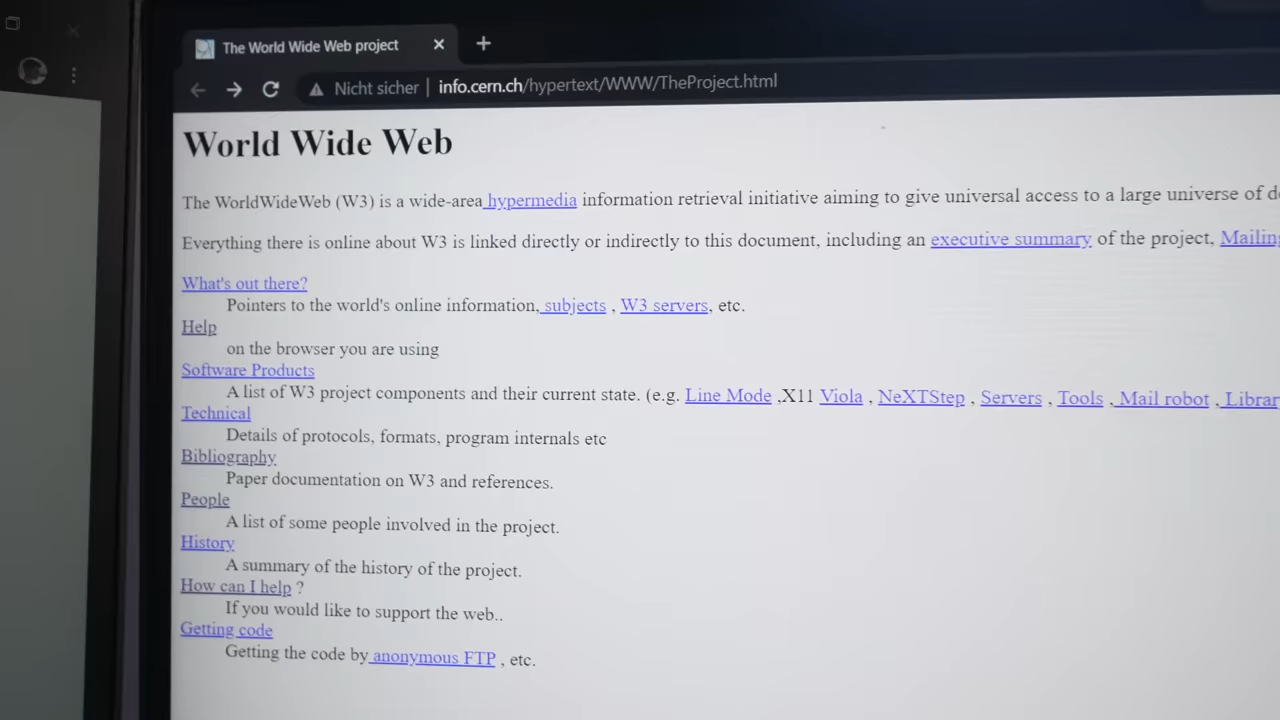 The World Wide Web project
Nicht sicher | info.cern.ch/hypertext/WWW/TheProject.html
World Wide Web
The WorldWideWeb (W3) is a wide-area hypermedia information retrieval initiative aiming to give universal access to a large universe of
Everything there is online about W3 is linked directly or indirectly to this document, including an executive summary of the project,
What's out there?
Pointers to the world's online information, subjects , W3 servers, etc.
Help
on the browser you are using
Software Products
A list of W3 project components and their current state. (e.g. Line Mode ,X11 Viola , NeXTStep , Servers , Tools , Mail robot ,
Technical
Details of protocols, formats, program internals etc
Bibliography
Paper documentation on W3 and references.
People
A list of some people involved in the project.
History
A summary of the history of the project.
How can I help ?
If you would like to support the web..
Getting code
Getting the code by anonymous FTP , etc.